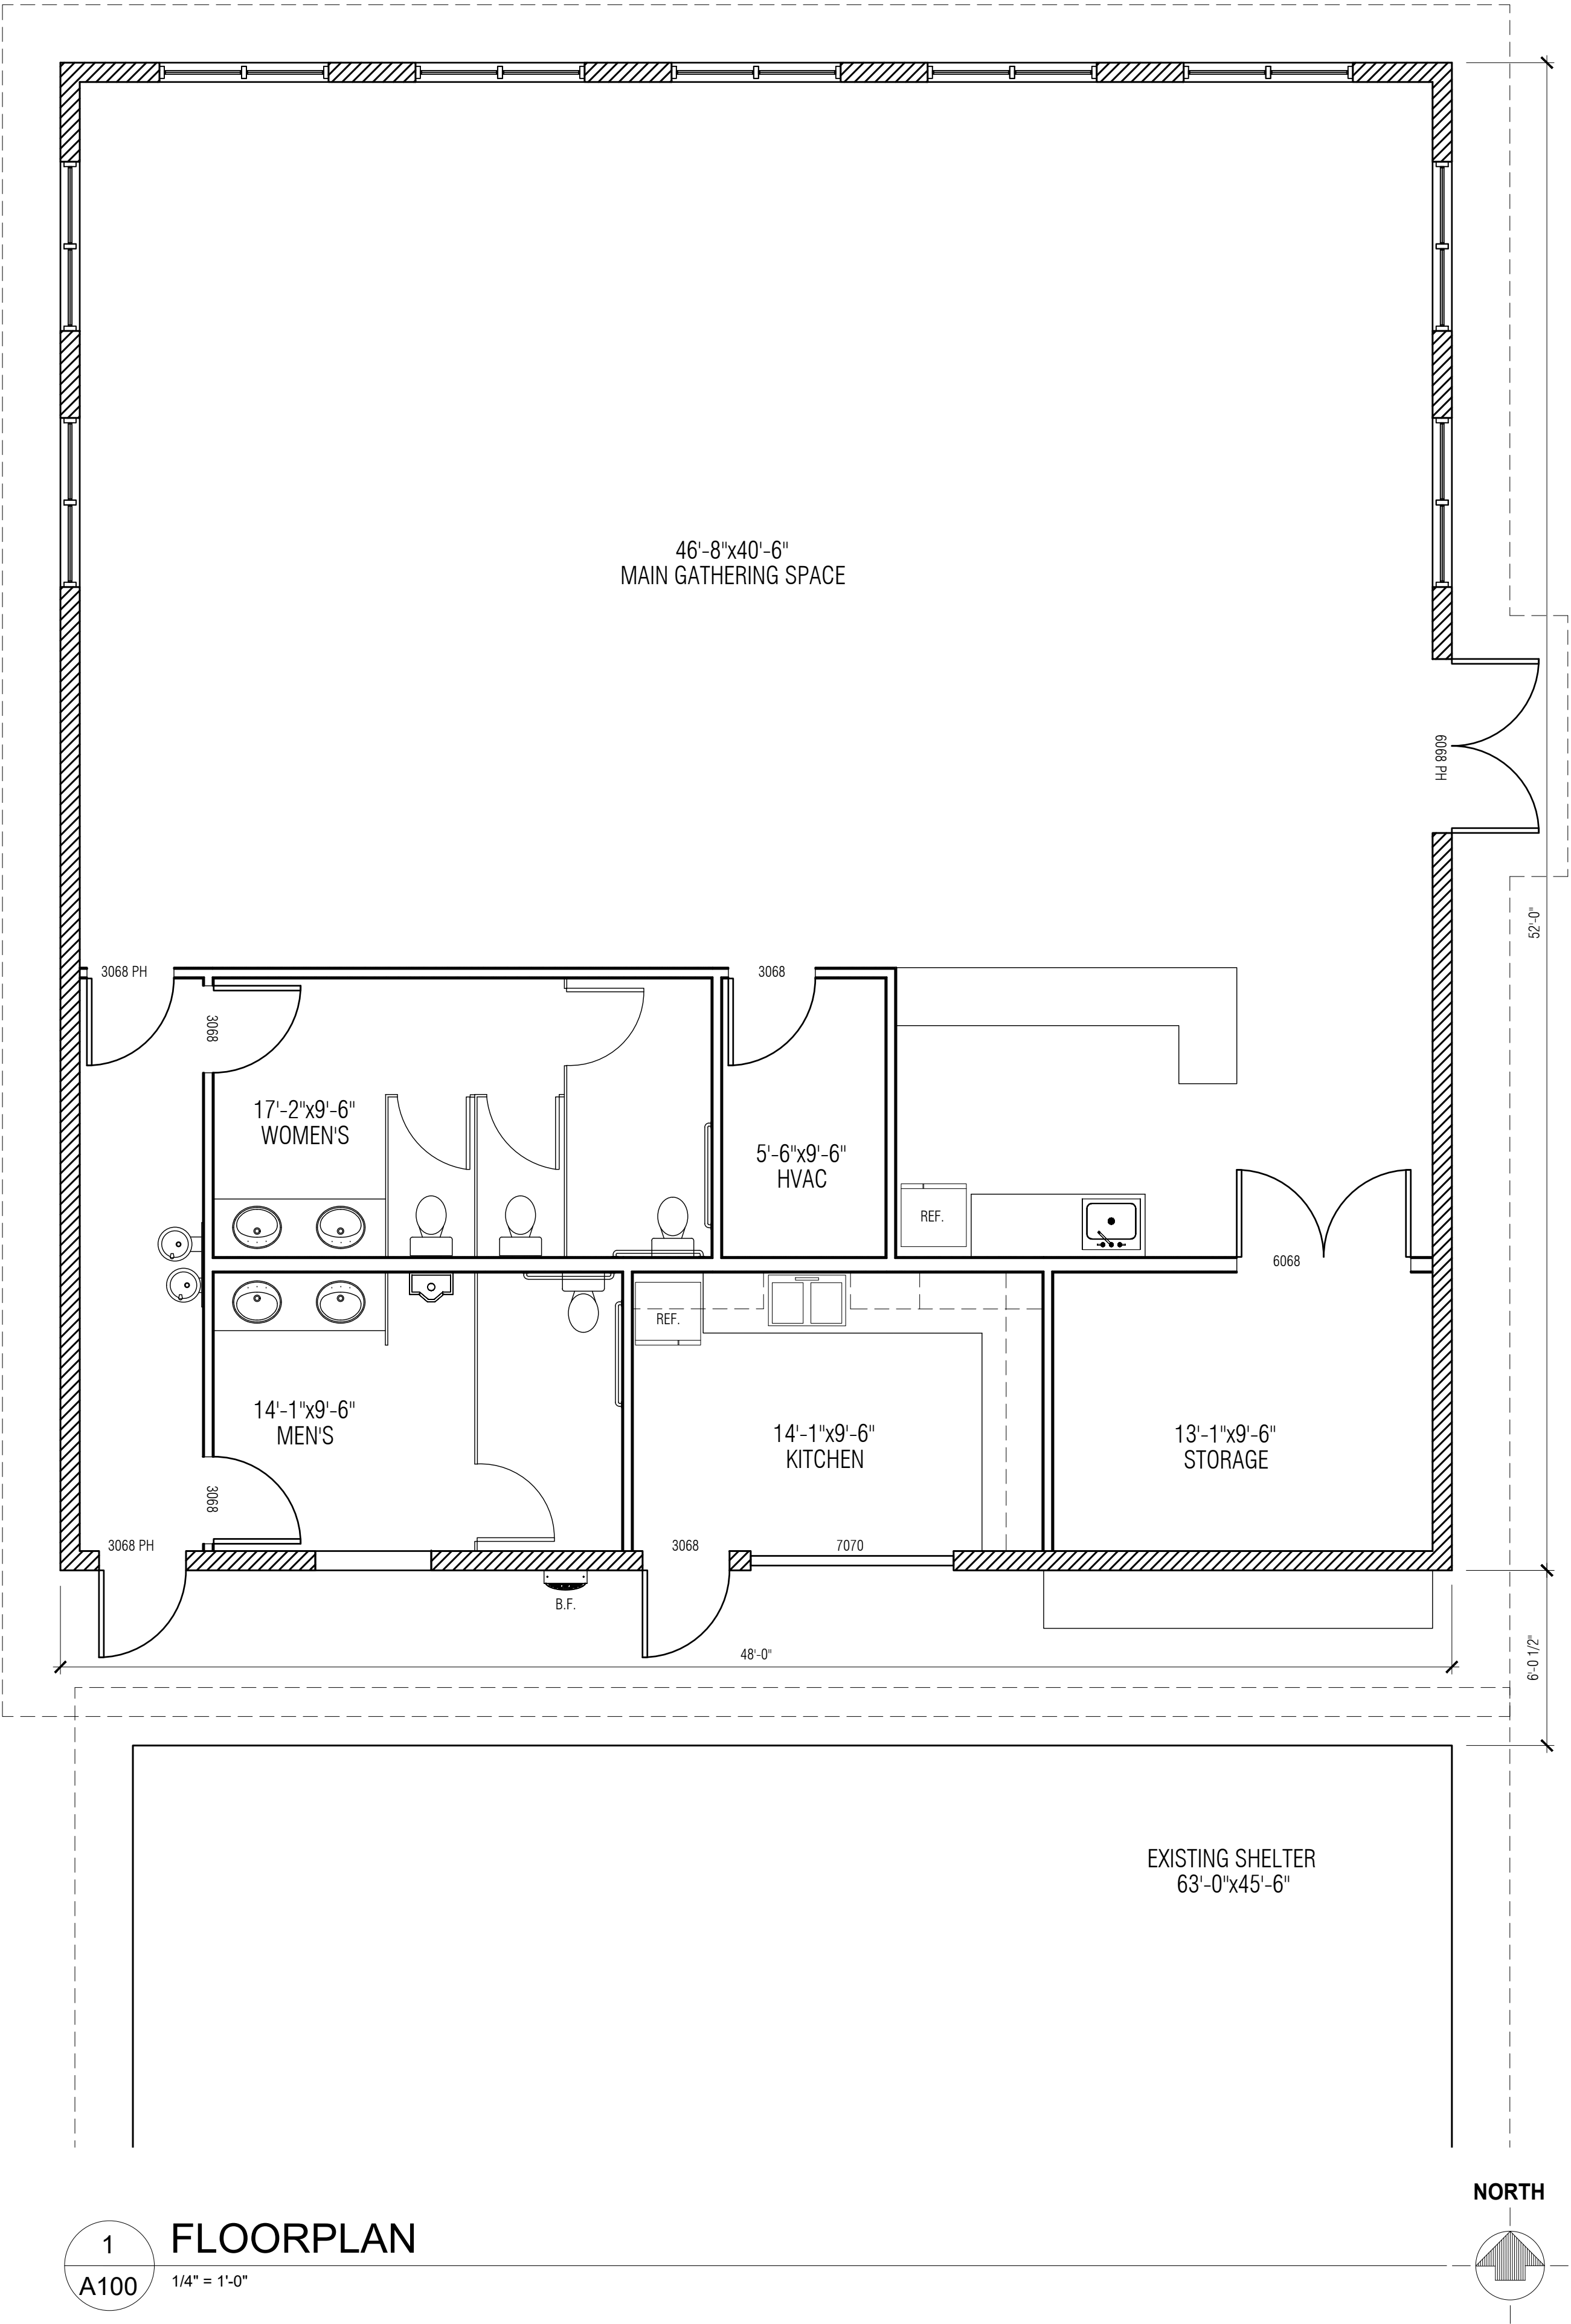 46'-8"x40'-6"
MAIN GATHERING SPACE
6068 PH
52'-0"
3068 PH
3068
3068
17'-2"x9'-6"
WOMEN'S
5'-6"x9'-6"
HVAC
REF.
6068
REF.
14'-1"x9'-6"
MEN'S
14'-1"x9'-6"
KITCHEN
13'-1"x9'-6"
STORAGE
3068
3068 PH
3068
7070
B.F.
48'-0"
6'-0 1/2"
EXISTING SHELTER
63'-0"x45'-6"
NORTH
1
A100
FLOORPLAN
1/4" = 1'-0"